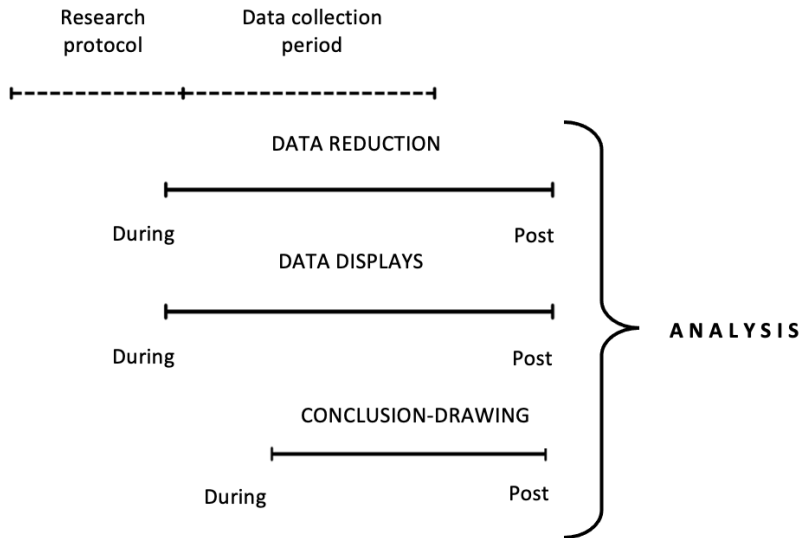 Research
protocol
Data collection
period
DATA REDUCTION
During
Post
DATA DISPLAYS
During
Post
ANALYSIS
CONCLUSION-DRAWING
During
Post